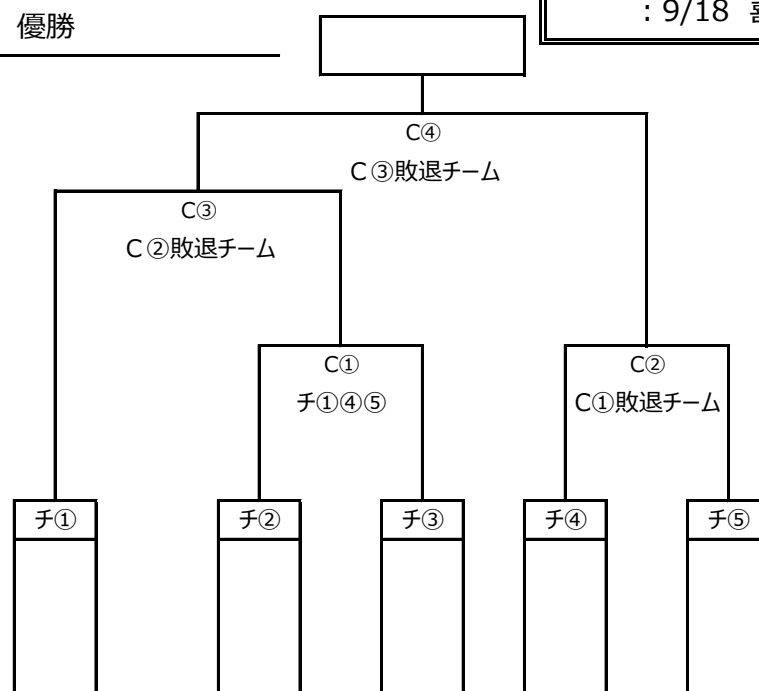 : 9/18
優勝
C④
C③敗退チーム
C③
C②敗退チーム
C①
チ①④⑤
C②
C①敗退チーム
チ①
チ②
チ③
チ④
チ⑤